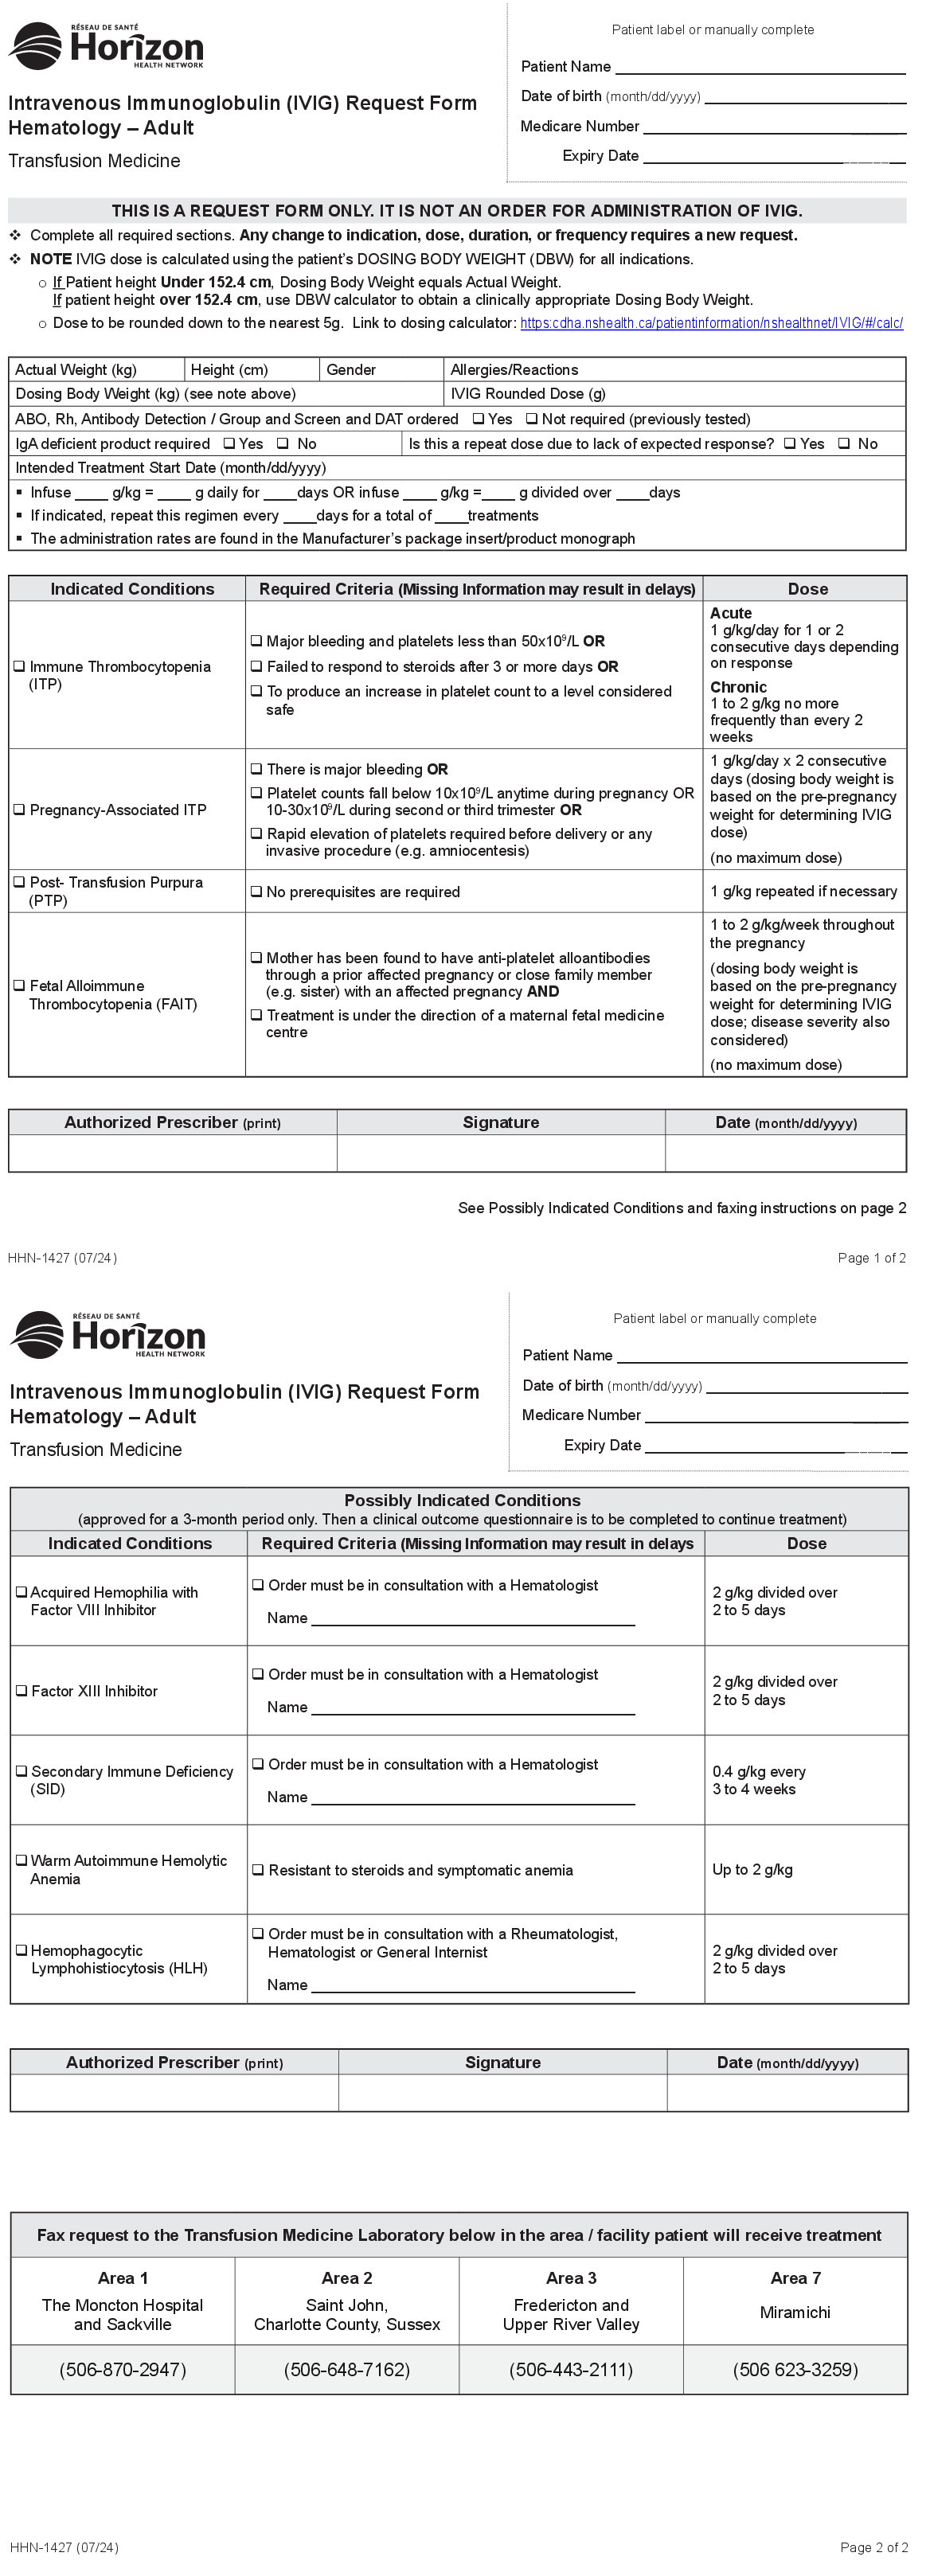 RÉSEAU DE SANTÉ
Horizon
HEALTH NETWORK
Intravenous Immunoglobulin (IVIG) Request Form
Hematology – Adult
Transfusion Medicine
Patient label or manually complete
Patient Name
Date of birth (month/dd/yyyy)
Medicare Number
Expiry Date
THIS IS A REQUEST FORM ONLY. IT IS NOT AN ORDER FOR ADMINISTRATION OF IVIG.
❖ Complete all required sections. Any change to indication, dose, duration, or frequency requires a new request.
❖ NOTE IVIG dose is calculated using the patient's DOSING BODY WEIGHT (DBW) for all indications.
○ If Patient height Under 152.4 cm, Dosing Body Weight equals Actual Weight.
If patient height over 152.4 cm, use DBW calculator to obtain a clinically appropriate Dosing Body Weight.
○ Dose to be rounded down to the nearest 5g. Link to dosing calculator: https:cdha.nshealth.ca/patientinformation/nshealthnet/IVIG/#/calc/
Actual Weight (kg) Height (cm) Gender Allergies/Reactions
Dosing Body Weight (kg) (see note above) IVIG Rounded Dose (g)
ABO, Rh, Antibody Detection / Group and Screen and DAT ordered ❑ Yes ❑ Not required (previously tested)
IgA deficient product required ❑ Yes ❑ No Is this a repeat dose due to lack of expected response? ❑ Yes ❑ No
Intended Treatment Start Date (month/dd/yyyy)
▪ Infuse ____ g/kg = ____ g daily for ____days OR infuse ____ g/kg =____ g divided over ____days
▪ If indicated, repeat this regimen every ____days for a total of ____treatments
▪ The administration rates are found in the Manufacturer's package insert/product monograph
Indicated Conditions Required Criteria (Missing Information may result in delays) Dose
❑ Immune Thrombocytopenia
(ITP)
❑ Major bleeding and platelets less than 50x10⁹/L OR
❑ Failed to respond to steroids after 3 or more days OR
❑ To produce an increase in platelet count to a level considered
safe
Acute
1 g/kg/day for 1 or 2
consecutive days depending
on response
Chronic
1 to 2 g/kg no more
frequently than every 2
weeks
❑ Pregnancy-Associated ITP
❑ There is major bleeding OR
❑ Platelet counts fall below 10x10⁹/L anytime during pregnancy OR
10-30x10⁹/L during second or third trimester OR
❑ Rapid elevation of platelets required before delivery or any
invasive procedure (e.g. amniocentesis)
1 g/kg/day x 2 consecutive
days (dosing body weight is
based on the pre-pregnancy
weight for determining IVIG
dose)
(no maximum dose)
❑ Post- Transfusion Purpura
(PTP)
❑ No prerequisites are required
1 g/kg repeated if necessary
❑ Fetal Alloimmune
Thrombocytopenia (FAIT)
❑ Mother has been found to have anti-platelet alloantibodies
through a prior affected pregnancy or close family member
(e.g. sister) with an affected pregnancy AND
❑ Treatment is under the direction of a maternal fetal medicine
centre
1 to 2 g/kg/week throughout
the pregnancy
(dosing body weight is
based on the pre-pregnancy
weight for determining IVIG
dose; disease severity also
considered)
(no maximum dose)
Authorized Prescriber (print) Signature Date (month/dd/yyyy)
See Possibly Indicated Conditions and faxing instructions on page 2
HHN-1427 (07/24) Page 1 of 2
RÉSEAU DE SANTÉ
Horizon
HEALTH NETWORK
Intravenous Immunoglobulin (IVIG) Request Form
Hematology – Adult
Transfusion Medicine
Patient label or manually complete
Patient Name
Date of birth (month/dd/yyyy)
Medicare Number
Expiry Date
Possibly Indicated Conditions
(approved for a 3-month period only. Then a clinical outcome questionnaire is to be completed to continue treatment)
Indicated Conditions Required Criteria (Missing Information may result in delays Dose
❑ Acquired Hemophilia with
Factor VIII Inhibitor
❑ Order must be in consultation with a Hematologist
Name
2 g/kg divided over
2 to 5 days
❑ Factor XIII Inhibitor
❑ Order must be in consultation with a Hematologist
Name
2 g/kg divided over
2 to 5 days
❑ Secondary Immune Deficiency
(SID)
❑ Order must be in consultation with a Hematologist
Name
0.4 g/kg every
3 to 4 weeks
❑ Warm Autoimmune Hemolytic
Anemia
❑ Resistant to steroids and symptomatic anemia
Up to 2 g/kg
❑ Hemophagocytic
Lymphohistiocytosis (HLH)
❑ Order must be in consultation with a Rheumatologist,
Hematologist or General Internist
Name
2 g/kg divided over
2 to 5 days
Authorized Prescriber (print) Signature Date (month/dd/yyyy)
Fax request to the Transfusion Medicine Laboratory below in the area / facility patient will receive treatment
Area 1
The Moncton Hospital
and Sackville
Area 2
Saint John,
Charlotte County, Sussex
Area 3
Fredericton and
Upper River Valley
Area 7
Miramichi
(506-870-2947) (506-648-7162) (506-443-2111) (506 623-3259)
HHN-1427 (07/24) Page 2 of 2